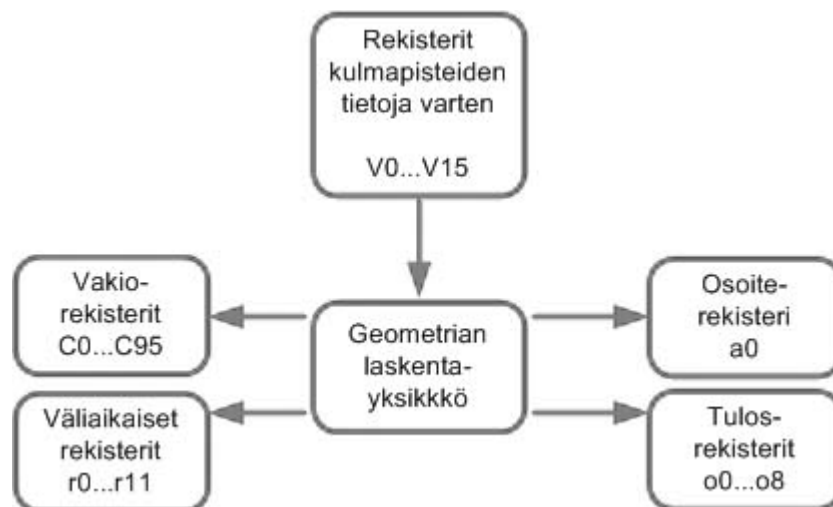 Rekisterit
kulmapisteiden
tietoja varten
V0...V15
Vakio-
rekisterit
C0...C95
Geometrian
laskenta-
yksikkkö
Osoite-
rekisteri
a0
Väliaikaiset
rekisterit
r0...r11
Tulos-
rekisterit
o0...o8